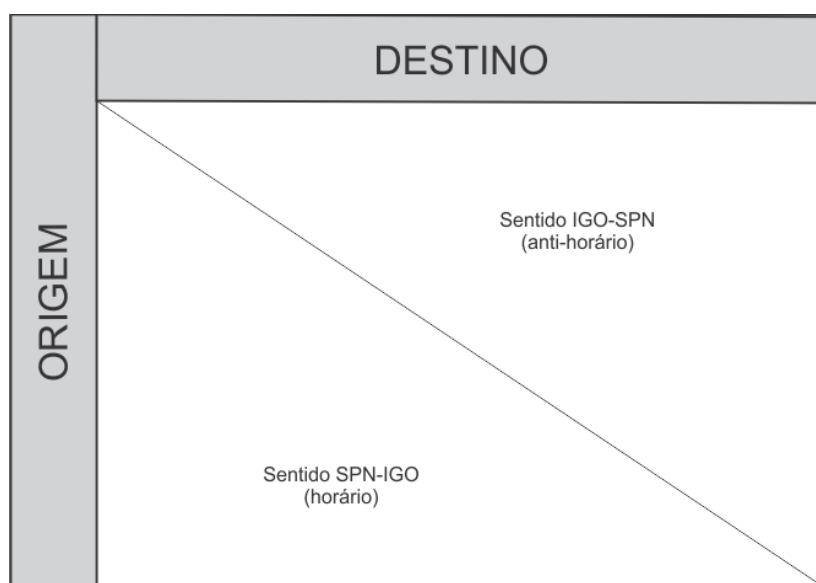 DESTINO
ORIGEM
Sentido IGO-SPN
(anti-horário)
Sentido SPN-IGO
(horário)